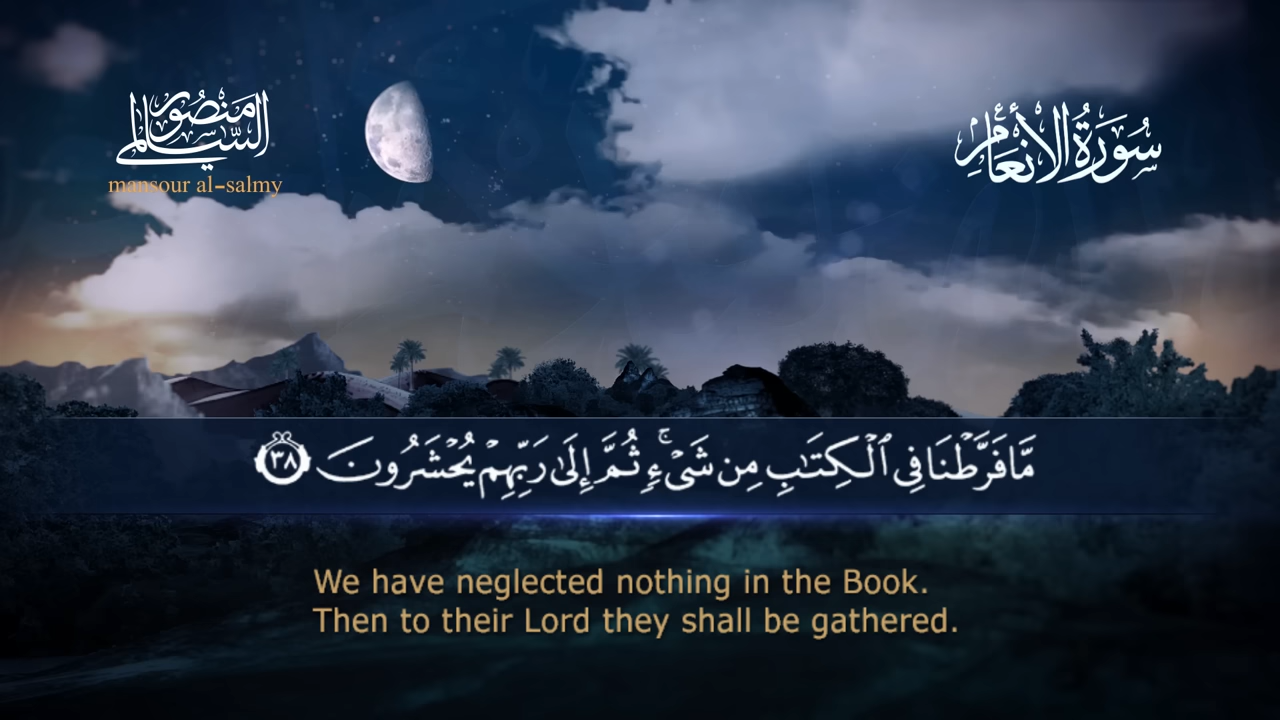 منصور السالمي
mansour al-salmy
سُورَةُ الأَنْعَامِ
مَّا فَرَّطْنَا فِي ٱلْكِتَٰبِ مِن شَىْءٍۚ ثُمَّ إِلَىٰ رَبِّهِمْ يُحْشَرُونَ ٣٨
We have neglected nothing in the Book.
Then to their Lord they shall be gathered.